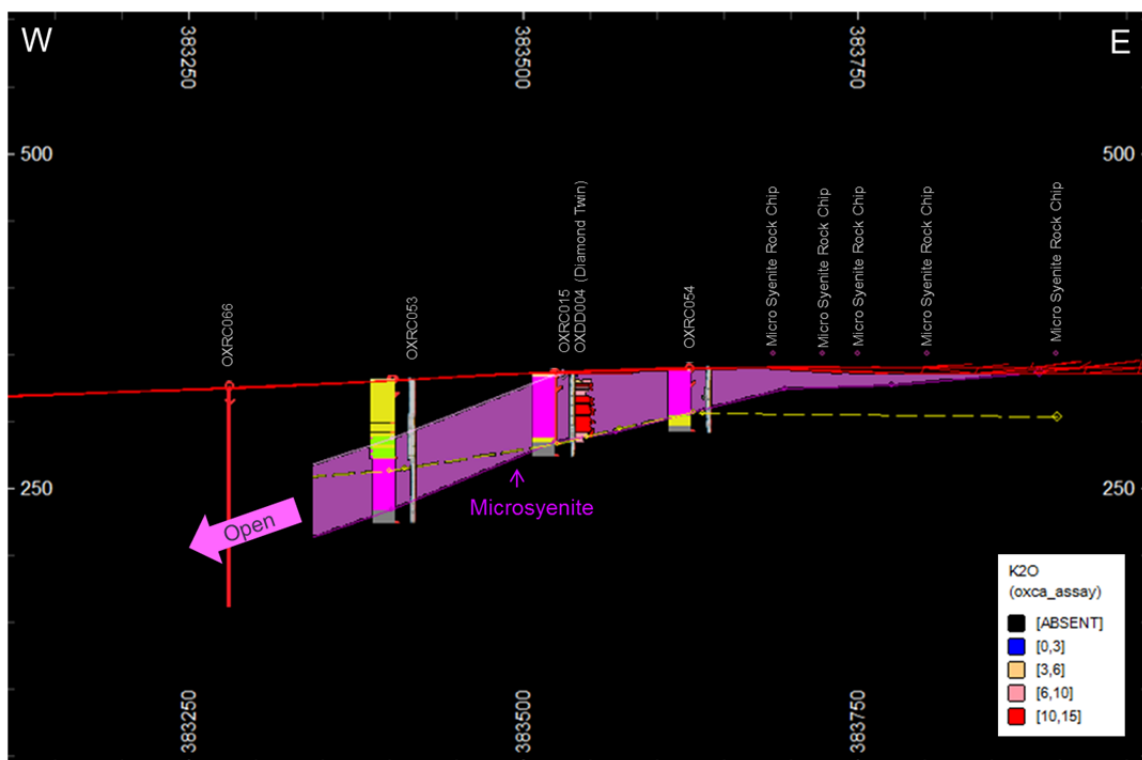 W
E
383250
383500
383750
500
500
OXRC066
OXRC053
OXRC015
OXDD004 (Diamond Twin)
OXRC054
Micro Syenite Rock Chip
Micro Syenite Rock Chip
Micro Syenite Rock Chip
Micro Syenite Rock Chip
Micro Syenite Rock Chip
250
250
Open
Microsyenite
K2O
(oxca_assay)
[ABSENT]
[0,3]
[3,6]
[6,10]
[10,15]
383250
383500
383750